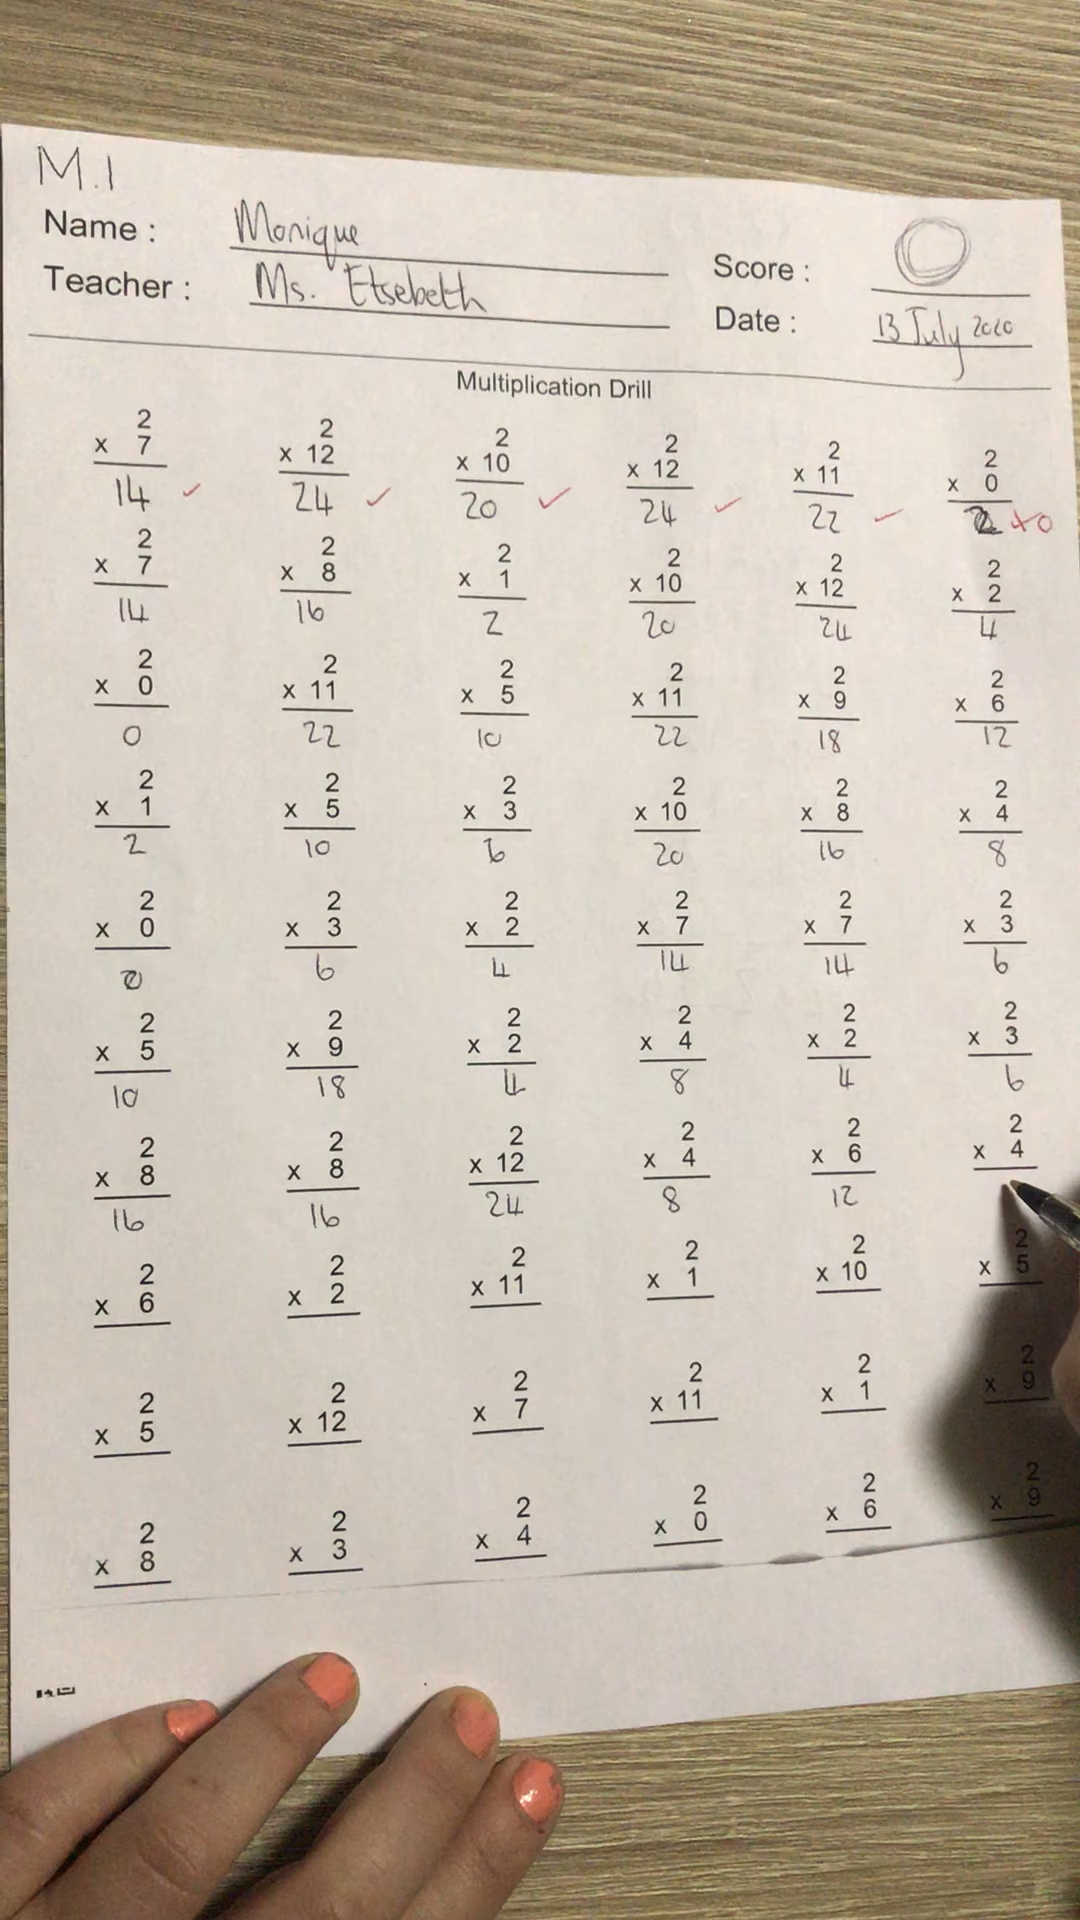 M.1
Name : Monique
Score :
Teacher : Ms. Etsebeth
Date : 13 July 2020
Multiplication Drill
2 2 2 2 2 2
x 7 x 12 x 10 x 12 x 11 x 0
14 ✓ 24 ✓ 20 ✓ 24 ✓ 22 ✓ 2 x0
2 2 2 2 2 2
x 7 x 8 x 1 x 10 x 12 x 2
14 16 2 20 24 4
2 2 2 2 2 2
x 0 x 11 x 5 x 11 x 9 x 6
0 22 10 22 18 12
2 2 2 2 2 2
x 1 x 5 x 3 x 10 x 8 x 4
2 10 6 20 16 8
2 2 2 2 2 2
x 0 x 3 x 2 x 7 x 7 x 3
0 6 4 14 14 6
2 2 2 2 2 2
x 5 x 9 x 2 x 4 x 2 x 3
10 18 4 8 4 6
2 2 2 2 2 2
x 8 x 8 x 12 x 4 x 6 x 4
16 16 24 8 12
2 2 2 2 2 2
x 6 x 2 x 11 x 1 x 10 x 5
2 2 2 2 2 2
x 5 x 12 x 7 x 11 x 1 x 9
2 2 2 2 2 2
x 8 x 3 x 4 x 0 x 6 x 9